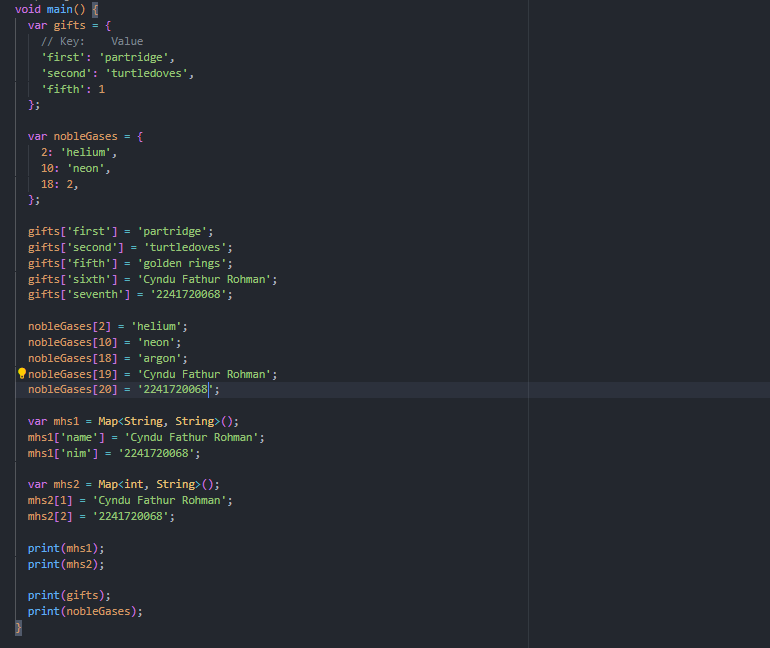 void main() {
  var gifts = {
    // Key:    Value
    'first': 'partridge',
    'second': 'turtledoves',
    'fifth': 1
  };

  var nobleGases = {
    2: 'helium',
    10: 'neon',
    18: 2,
  };

  gifts['first'] = 'partridge';
  gifts['second'] = 'turtledoves';
  gifts['fifth'] = 'golden rings';
  gifts['sixth'] = 'Cyndu Fathur Rohman';
  gifts['seventh'] = '2241720068';

  nobleGases[2] = 'helium';
  nobleGases[10] = 'neon';
  nobleGases[18] = 'argon';
  nobleGases[19] = 'Cyndu Fathur Rohman';
  nobleGases[20] = '2241720068';

  var mhs1 = Map<String, String>();
  mhs1['name'] = 'Cyndu Fathur Rohman';
  mhs1['nim'] = '2241720068';

  var mhs2 = Map<int, String>();
  mhs2[1] = 'Cyndu Fathur Rohman';
  mhs2[2] = '2241720068';

  print(mhs1);
  print(mhs2);

  print(gifts);
  print(nobleGases);
}